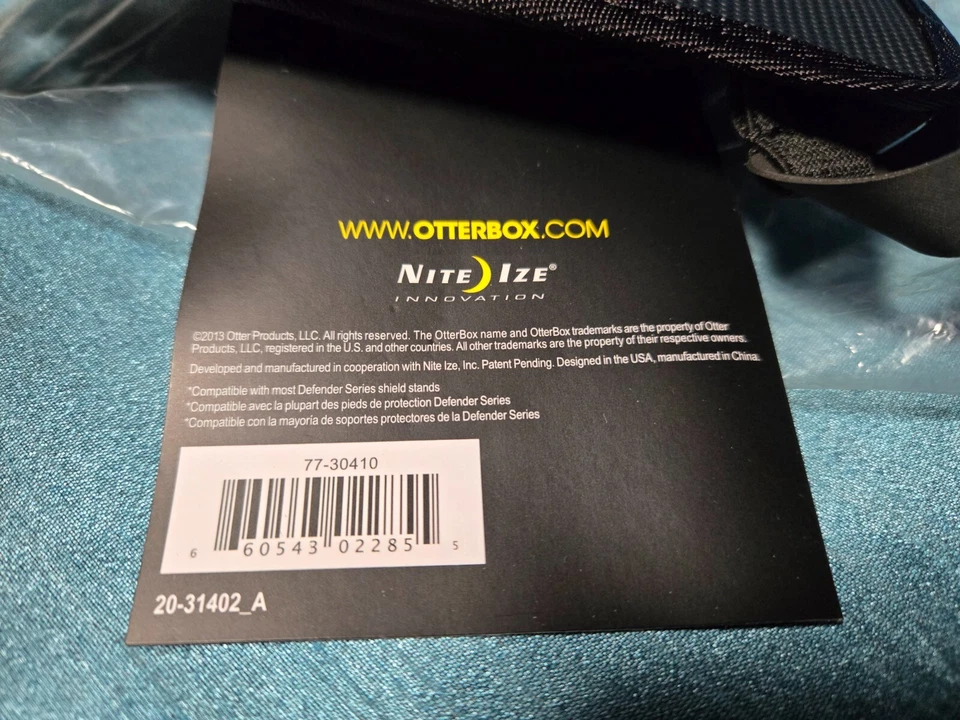 WWW.OTTERBOX.COM
NITE IZE®
INNOVATION
©2013 Otter Products, LLC. All rights reserved. The OtterBox name and OtterBox trademarks are the property of Otter
Products, LLC, registered in the U.S. and other countries. All other trademarks are the property of their respective owners.
Developed and manufactured in cooperation with Nite Ize, Inc. Patent Pending. Designed in the USA, manufactured in China.
*Compatible with most Defender Series shield stands
*Compatible avec la plupart des pieds de protection Defender Series
*Compatible con la mayoría de soportes protectores de la Defender Series
77-30410
6 60543 02285 5
20-31402_A